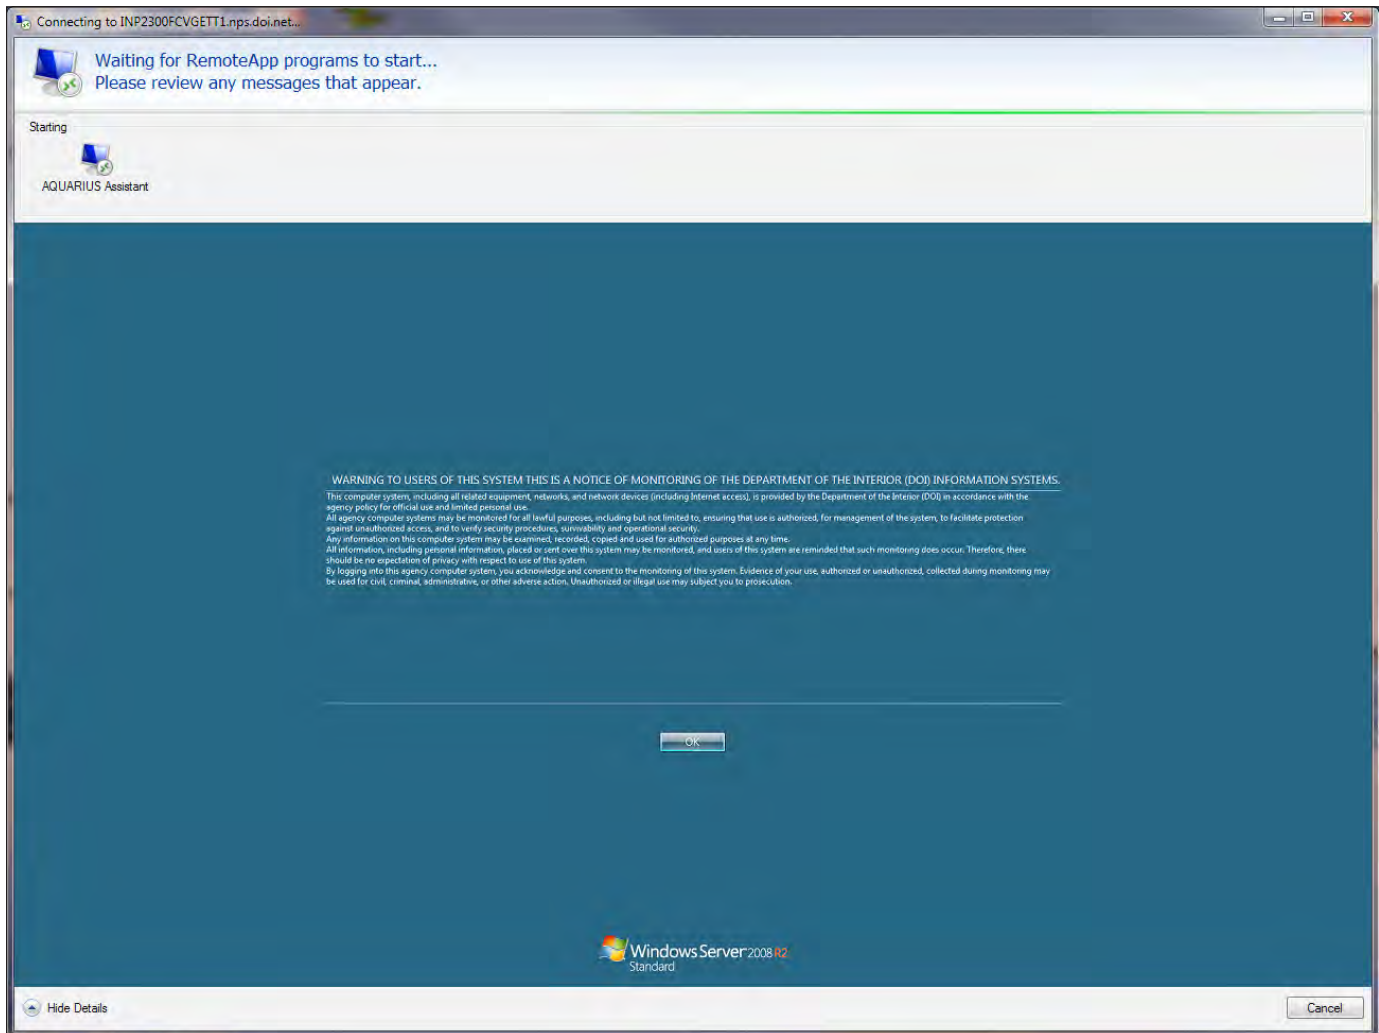 Connecting to INP2300FCVGETT1.nps.doi.net...
Waiting for RemoteApp programs to start...
Please review any messages that appear.
Starting
AQUARIUS Assistant
WARNING TO USERS OF THIS SYSTEM THIS IS A NOTICE OF MONITORING OF THE DEPARTMENT OF THE INTERIOR (DOI) INFORMATION SYSTEMS.
This computer system, including all related equipment, networks, and network devices (including Internet access), is provided by the Department of the Interior (DOI) in accordance with the
agency policy for official use and limited personal use.
All agency computer systems may be monitored for all lawful purposes, including but not limited to, ensuring that use is authorized, for management of the system, to facilitate protection
against unauthorized access, and to verify security procedures, survivability and operational security.
Any information on this computer system may be examined, recorded, copied and used for authorized purposes at any time.
All information, including personal information, placed or sent over this system may be monitored, and users of this system are reminded that such monitoring does occur. Therefore, there
should be no expectation of privacy with respect to use of this system.
By logging into this agency computer system, you acknowledge and consent to the monitoring of this system. Evidence of your use, authorized or unauthorized, collected during monitoring may
be used for civil, criminal, administrative, or other adverse action. Unauthorized or illegal use may subject you to prosecution.
OK
Windows Server 2008 R2
Standard
Hide Details
Cancel